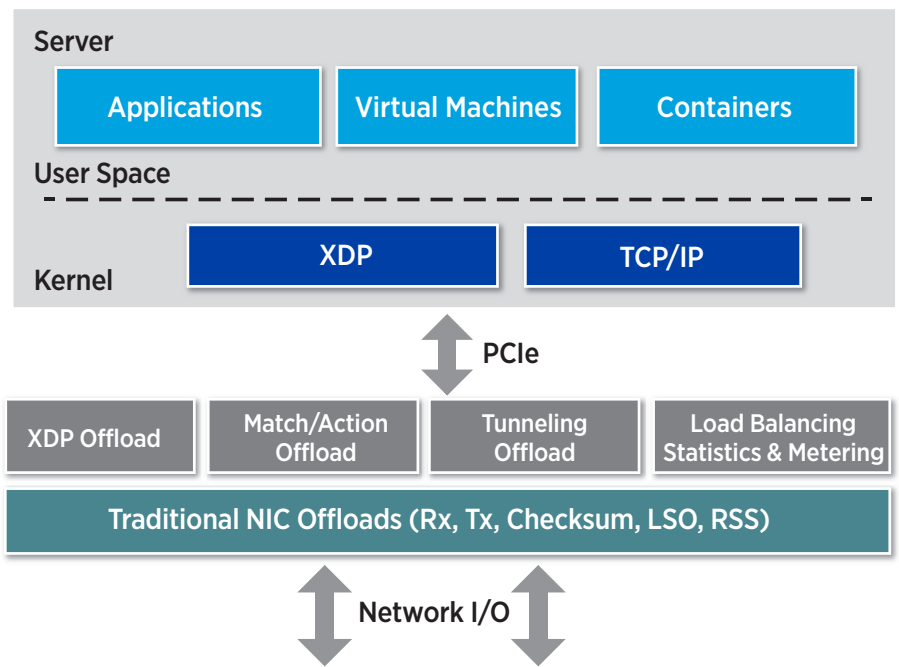 Server
Applications
Virtual Machines
Containers
User Space
XDP
TCP/IP
Kernel
PCIe
XDP Offload
Match/Action
Offload
Tunneling
Offload
Load Balancing
Statistics & Metering
Traditional NIC Offloads (Rx, Tx, Checksum, LSO, RSS)
Network I/O